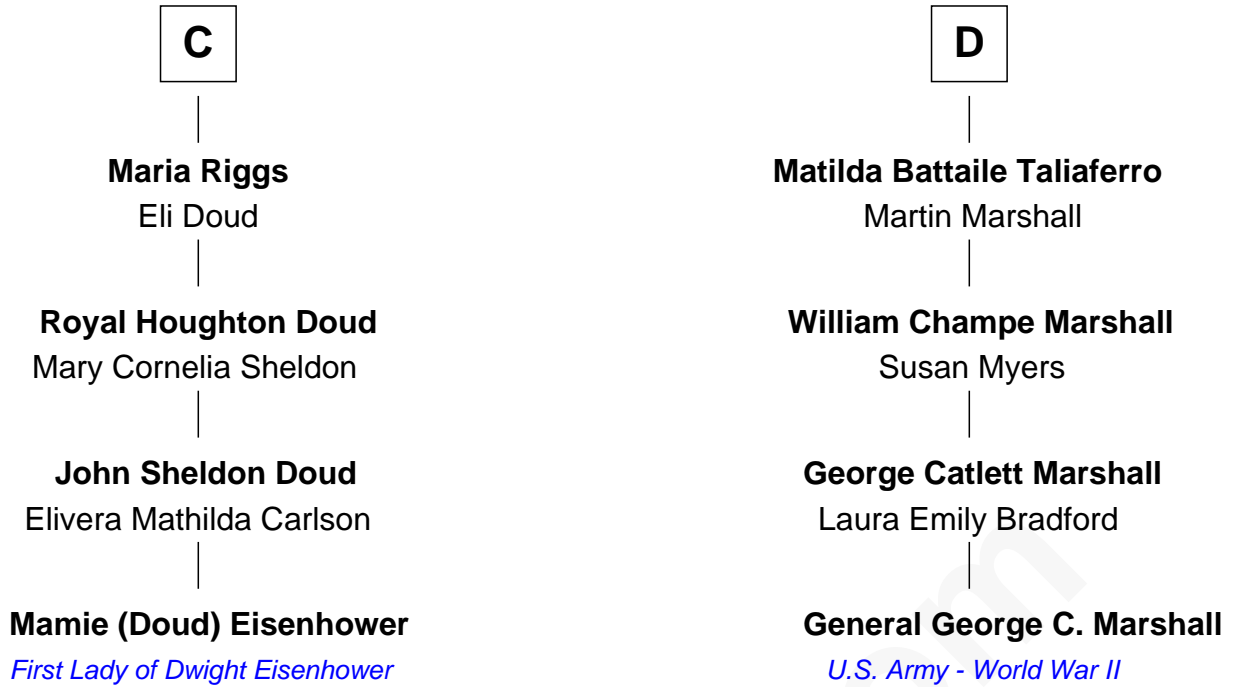 C
Maria Riggs
Eli Doud
Royal Houghton Doud
Mary Cornelia Sheldon
John Sheldon Doud
Elivera Mathilda Carlson
Mamie (Doud) Eisenhower
First Lady of Dwight Eisenhower
D
Matilda Battaile Taliaferro
Martin Marshall
William Champe Marshall
Susan Myers
George Catlett Marshall
Laura Emily Bradford
General George C. Marshall
U.S. Army - World War II